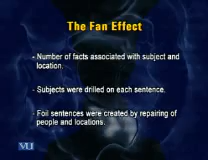 The Fan Effect
- Number of facts associated with subject and
location.
- Subjects were drilled on each sentence.
- Foil sentences were created by repairing of
people and locations.
VU